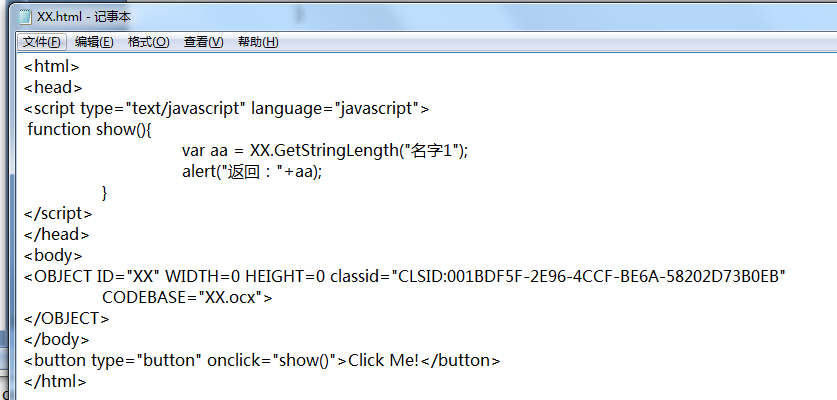 XX.html - 记事本
文件(F) 编辑(E) 格式(O) 查看(V) 帮助(H)
<html>
<head>
<script type="text/javascript" language="javascript">
function show(){
var aa = XX.GetStringLength("名字1");
alert("返回："+aa);
}
</script>
</head>
<body>
<OBJECT ID="XX" WIDTH=0 HEIGHT=0 classid="CLSID:001BDF5F-2E96-4CCF-BE6A-58202D73B0EB"
CODEBASE="XX.ocx">
</OBJECT>
</body>
<button type="button" onclick="show()">Click Me!</button>
</html>